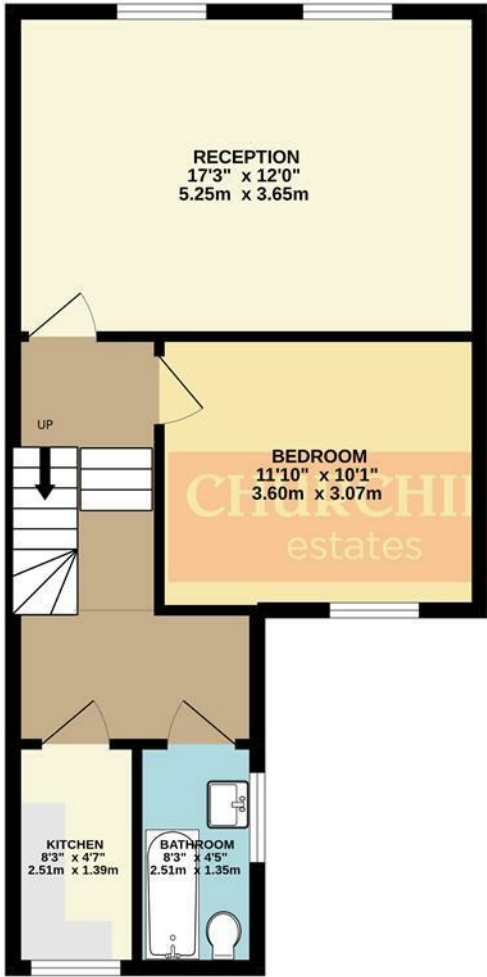 RECEPTION
17'3" x 12'0"
5.25m x 3.65m
UP
BEDROOM
11'10" x 10'1"
3.60m x 3.07m
CHURCHIL
estates
KITCHEN
8'3" x 4'7"
2.51m x 1.39m
BATHROOM
8'3" x 4'5"
2.51m x 1.35m